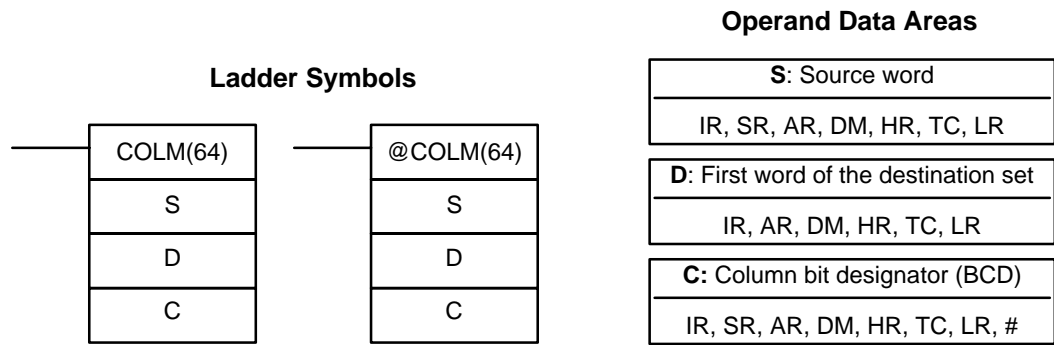 Ladder Symbols
COLM(64)
S
D
C
@COLM(64)
S
D
C
Operand Data Areas
S: Source word
IR, SR, AR, DM, HR, TC, LR
D: First word of the destination set
IR, AR, DM, HR, TC, LR
C: Column bit designator (BCD)
IR, SR, AR, DM, HR, TC, LR, #